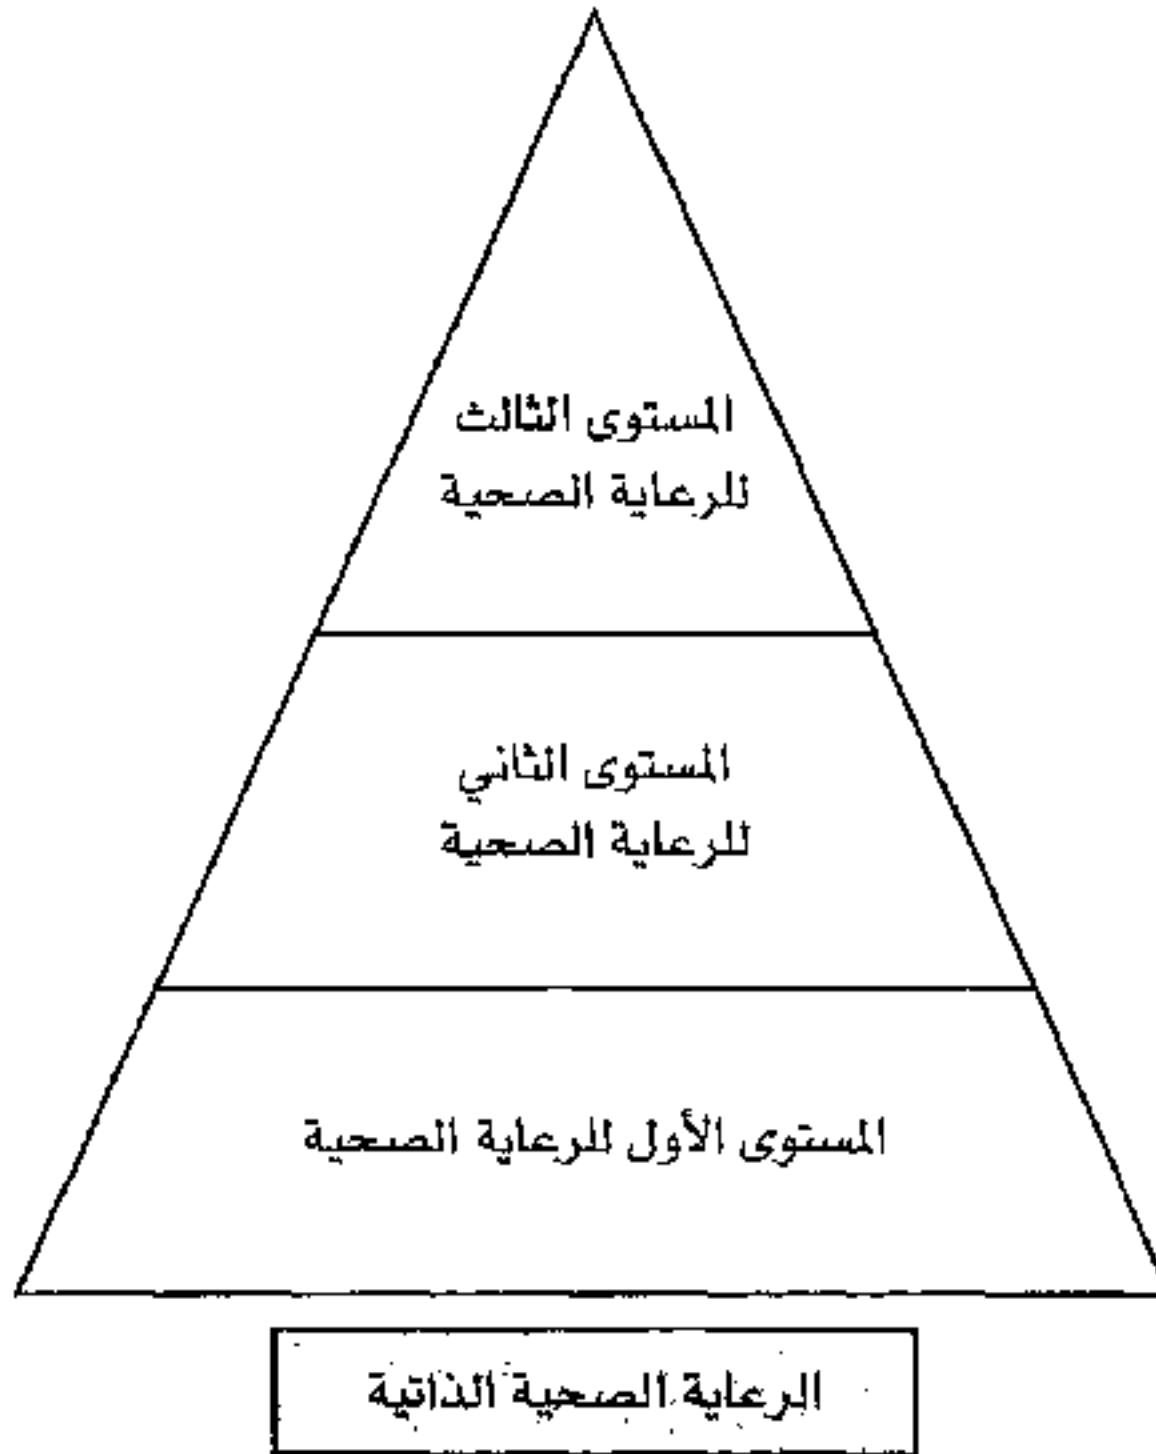 المستوى الثالث
للرعاية الصحية
المستوى الثاني
للرعاية الصحية
المستوى الأول للرعاية الصحية
الرعاية الصحية الذاتية